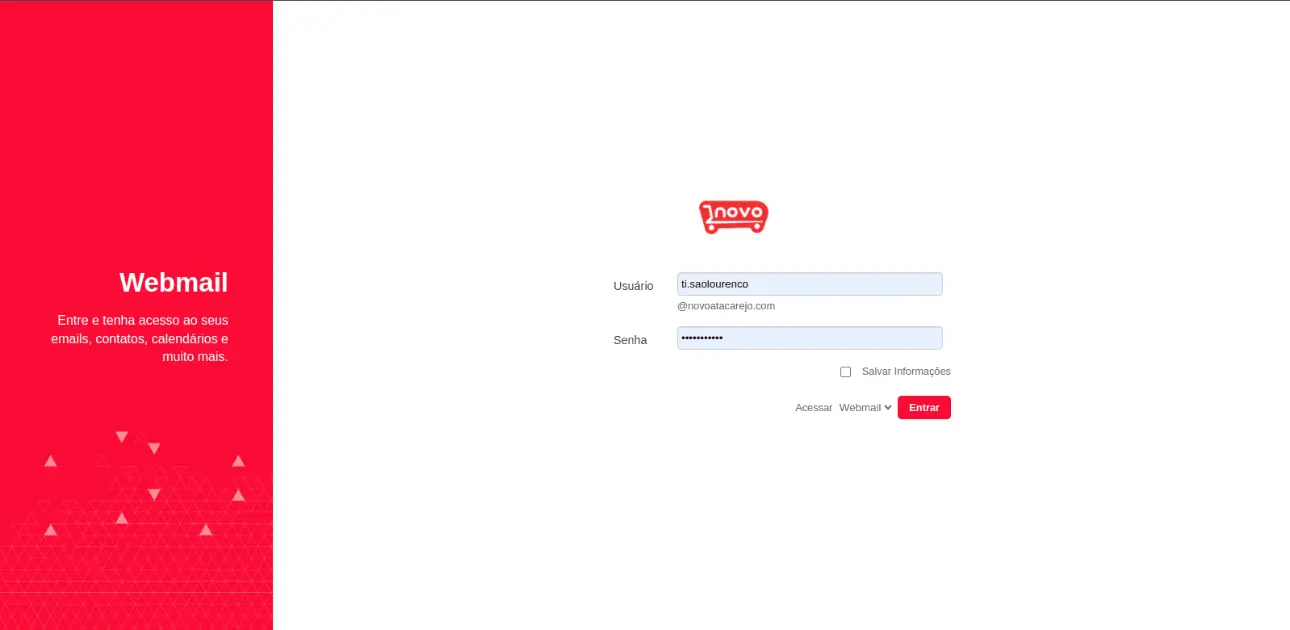 Webmail
Entre e tenha acesso ao seus
emails, contatos, calendários e
muito mais.
novo
Usuário
ti.saolourenco
@novoatacarejo.com
Senha
•••••••••••
Salvar Informações
Acessar Webmail Entrar